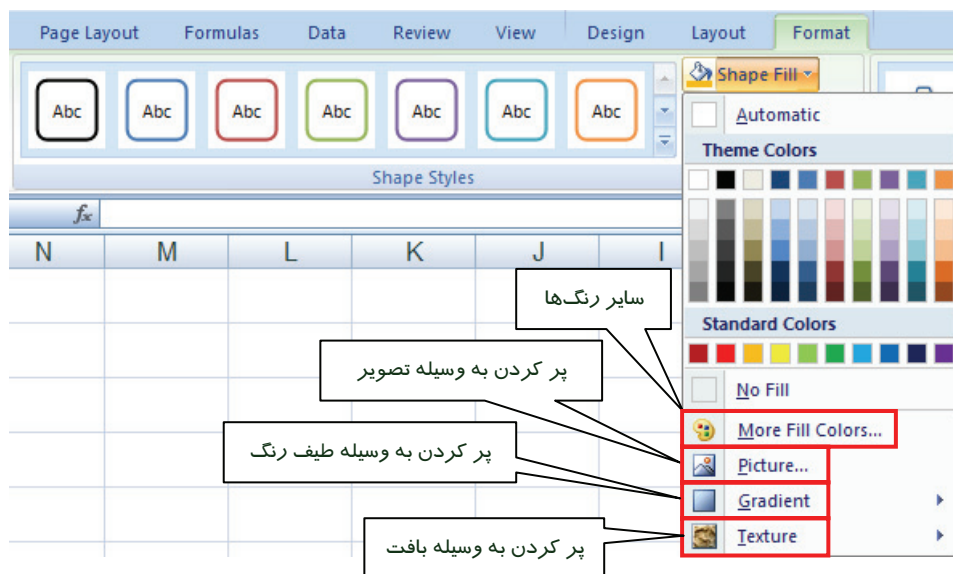 Page Layout Formulas Data Review View Design Layout Format
Abc Abc Abc Abc Abc Abc Abc
Shape Fill
Automatic
Theme Colors
Shape Styles
fx
N M L K J I
سایر رنگ‌ها
Standard Colors
پر کردن به وسیله تصویر
No Fill
More Fill Colors...
پر کردن به وسیله طیف رنگ
Picture...
Gradient
پر کردن به وسیله بافت
Texture